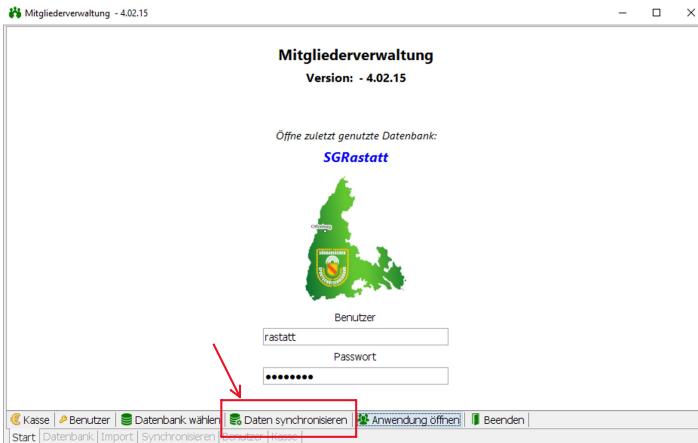 Mitgliederverwaltung - 4.02.15
Mitgliederverwaltung
Version: - 4.02.15
Öffne zuletzt genutzte Datenbank:
SGRastatt
Offenburg
Benutzer
rastatt
Passwort
Kasse Benutzer Datenbank wählen Daten synchronisieren Anwendung öffnen Beenden
Start Datenbank Import Synchronisieren Benutzer Kasse